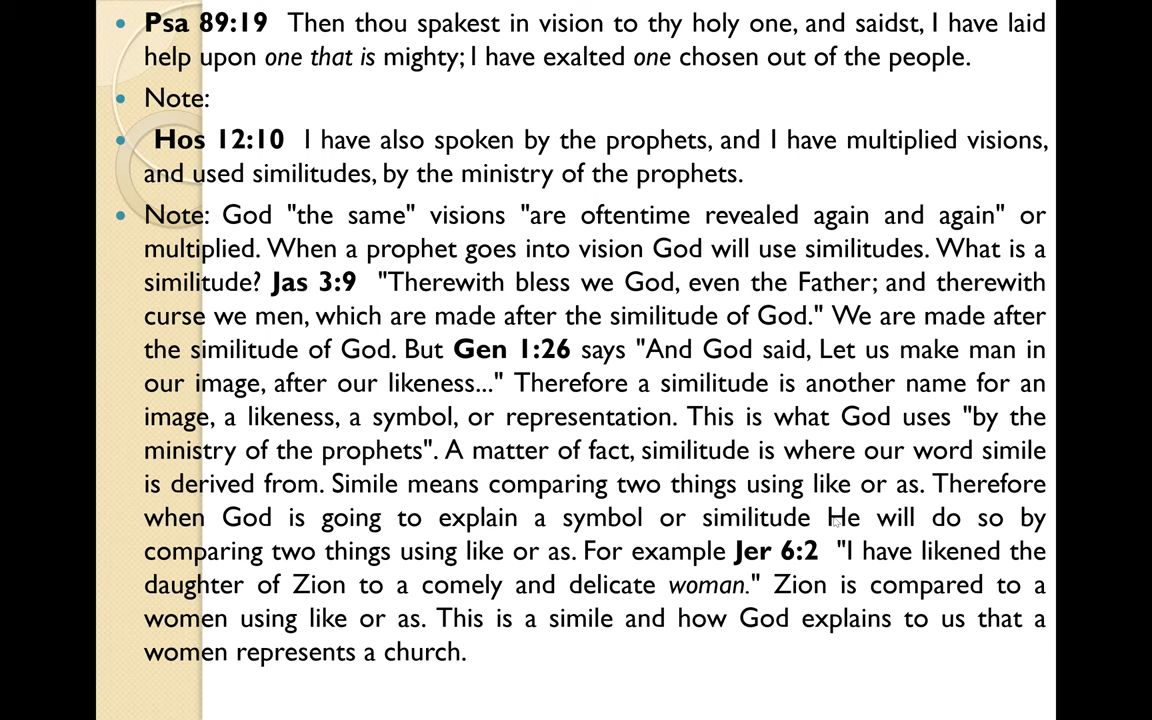 Psa 89:19 Then thou spakest in vision to thy holy one, and saidst, I have laid
help upon one that is mighty; I have exalted one chosen out of the people.
Note:
Hos 12:10 I have also spoken by the prophets, and I have multiplied visions,
and used similitudes, by the ministry of the prophets.
Note: God "the same" visions "are oftentime revealed again and again" or
multiplied. When a prophet goes into vision God will use similitudes. What is a
similitude? Jas 3:9 "Therewith bless we God, even the Father; and therewith
curse we men, which are made after the similitude of God." We are made after
the similitude of God. But Gen 1:26 says "And God said, Let us make man in
our image, after our likeness..." Therefore a similitude is another name for an
image, a likeness, a symbol, or representation. This is what God uses "by the
ministry of the prophets". A matter of fact, similitude is where our word simile
is derived from. Simile means comparing two things using like or as. Therefore
when God is going to explain a symbol or similitude He will do so by
comparing two things using like or as. For example Jer 6:2 "I have likened the
daughter of Zion to a comely and delicate woman." Zion is compared to a
women using like or as. This is a simile and how God explains to us that a
women represents a church.